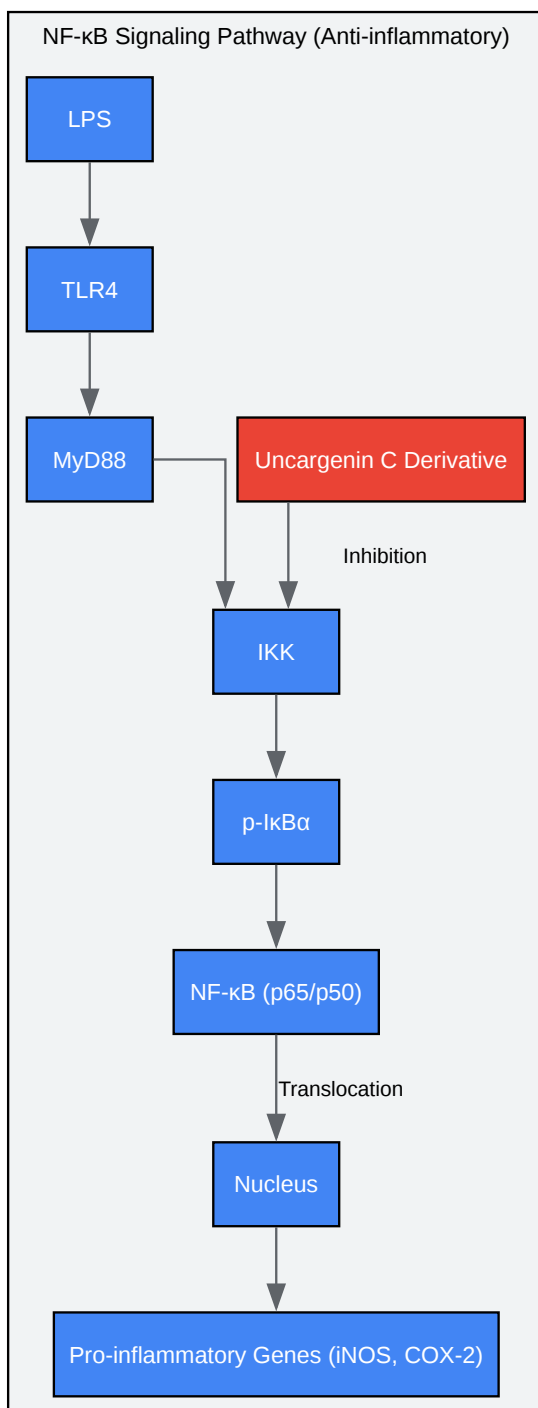 NF-κB Signaling Pathway (Anti-inflammatory)
LPS
TLR4
MyD88
Uncargenin C Derivative
Inhibition
IKK
p-IκBα
NF-κB (p65/p50)
Translocation
Nucleus
Pro-inflammatory Genes (iNOS, COX-2)